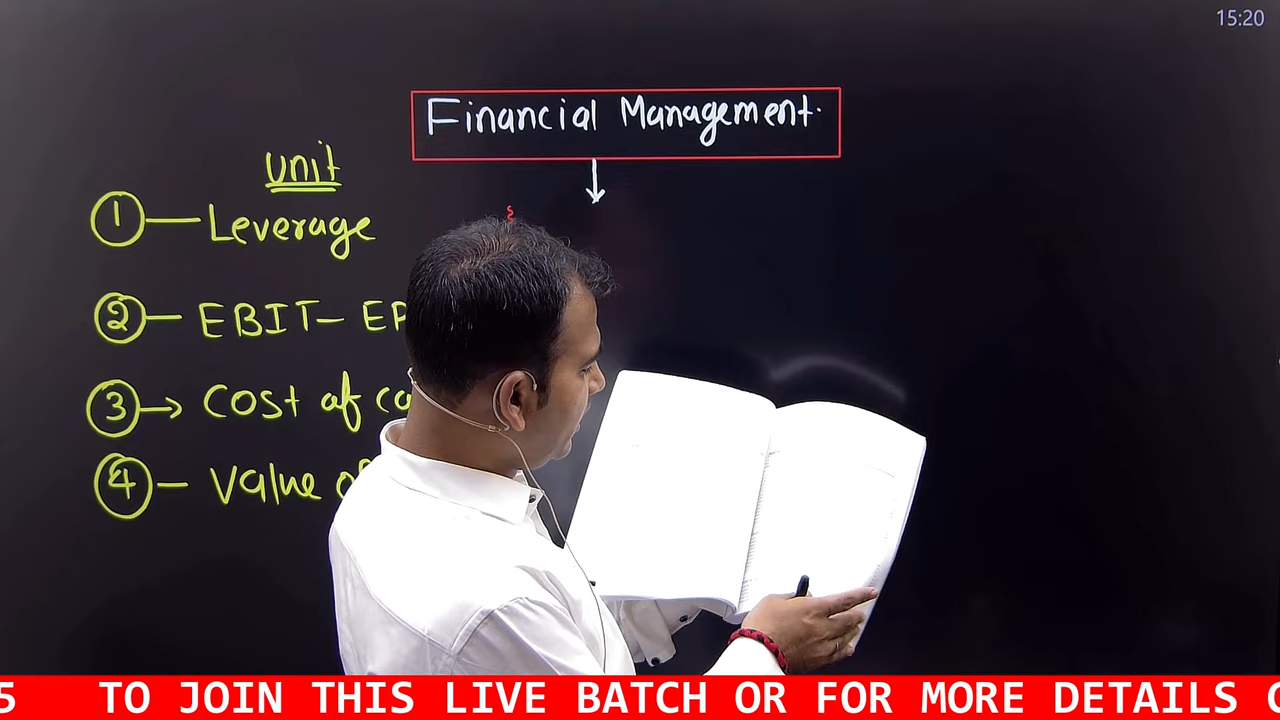 15:20
Financial Management.
Unit
1 — Leverage
2 — EBIT-
3 → Cost of
4 — Value
5 TO JOIN THIS LIVE BATCH OR FOR MORE DETAILS